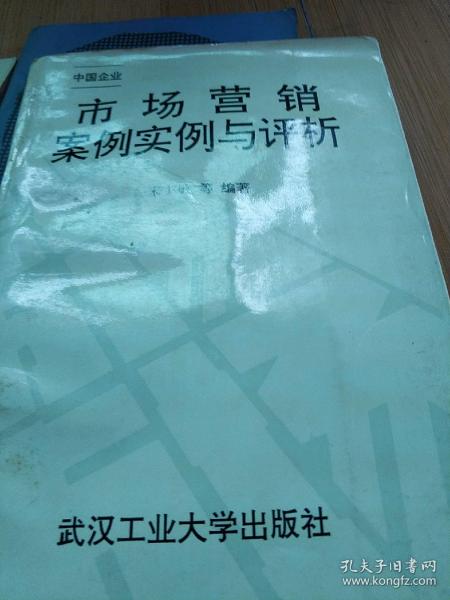 中国企业
市场营销
案例实例与评析
等 编著
武汉工业大学出版社
孔夫子旧书网
www.kongfz.com